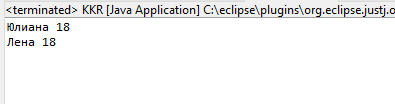 <terminated> KKR [Java Application] C:\eclipse\plugins\org.eclipse.justj.o
Юлиана 18
Лена 18